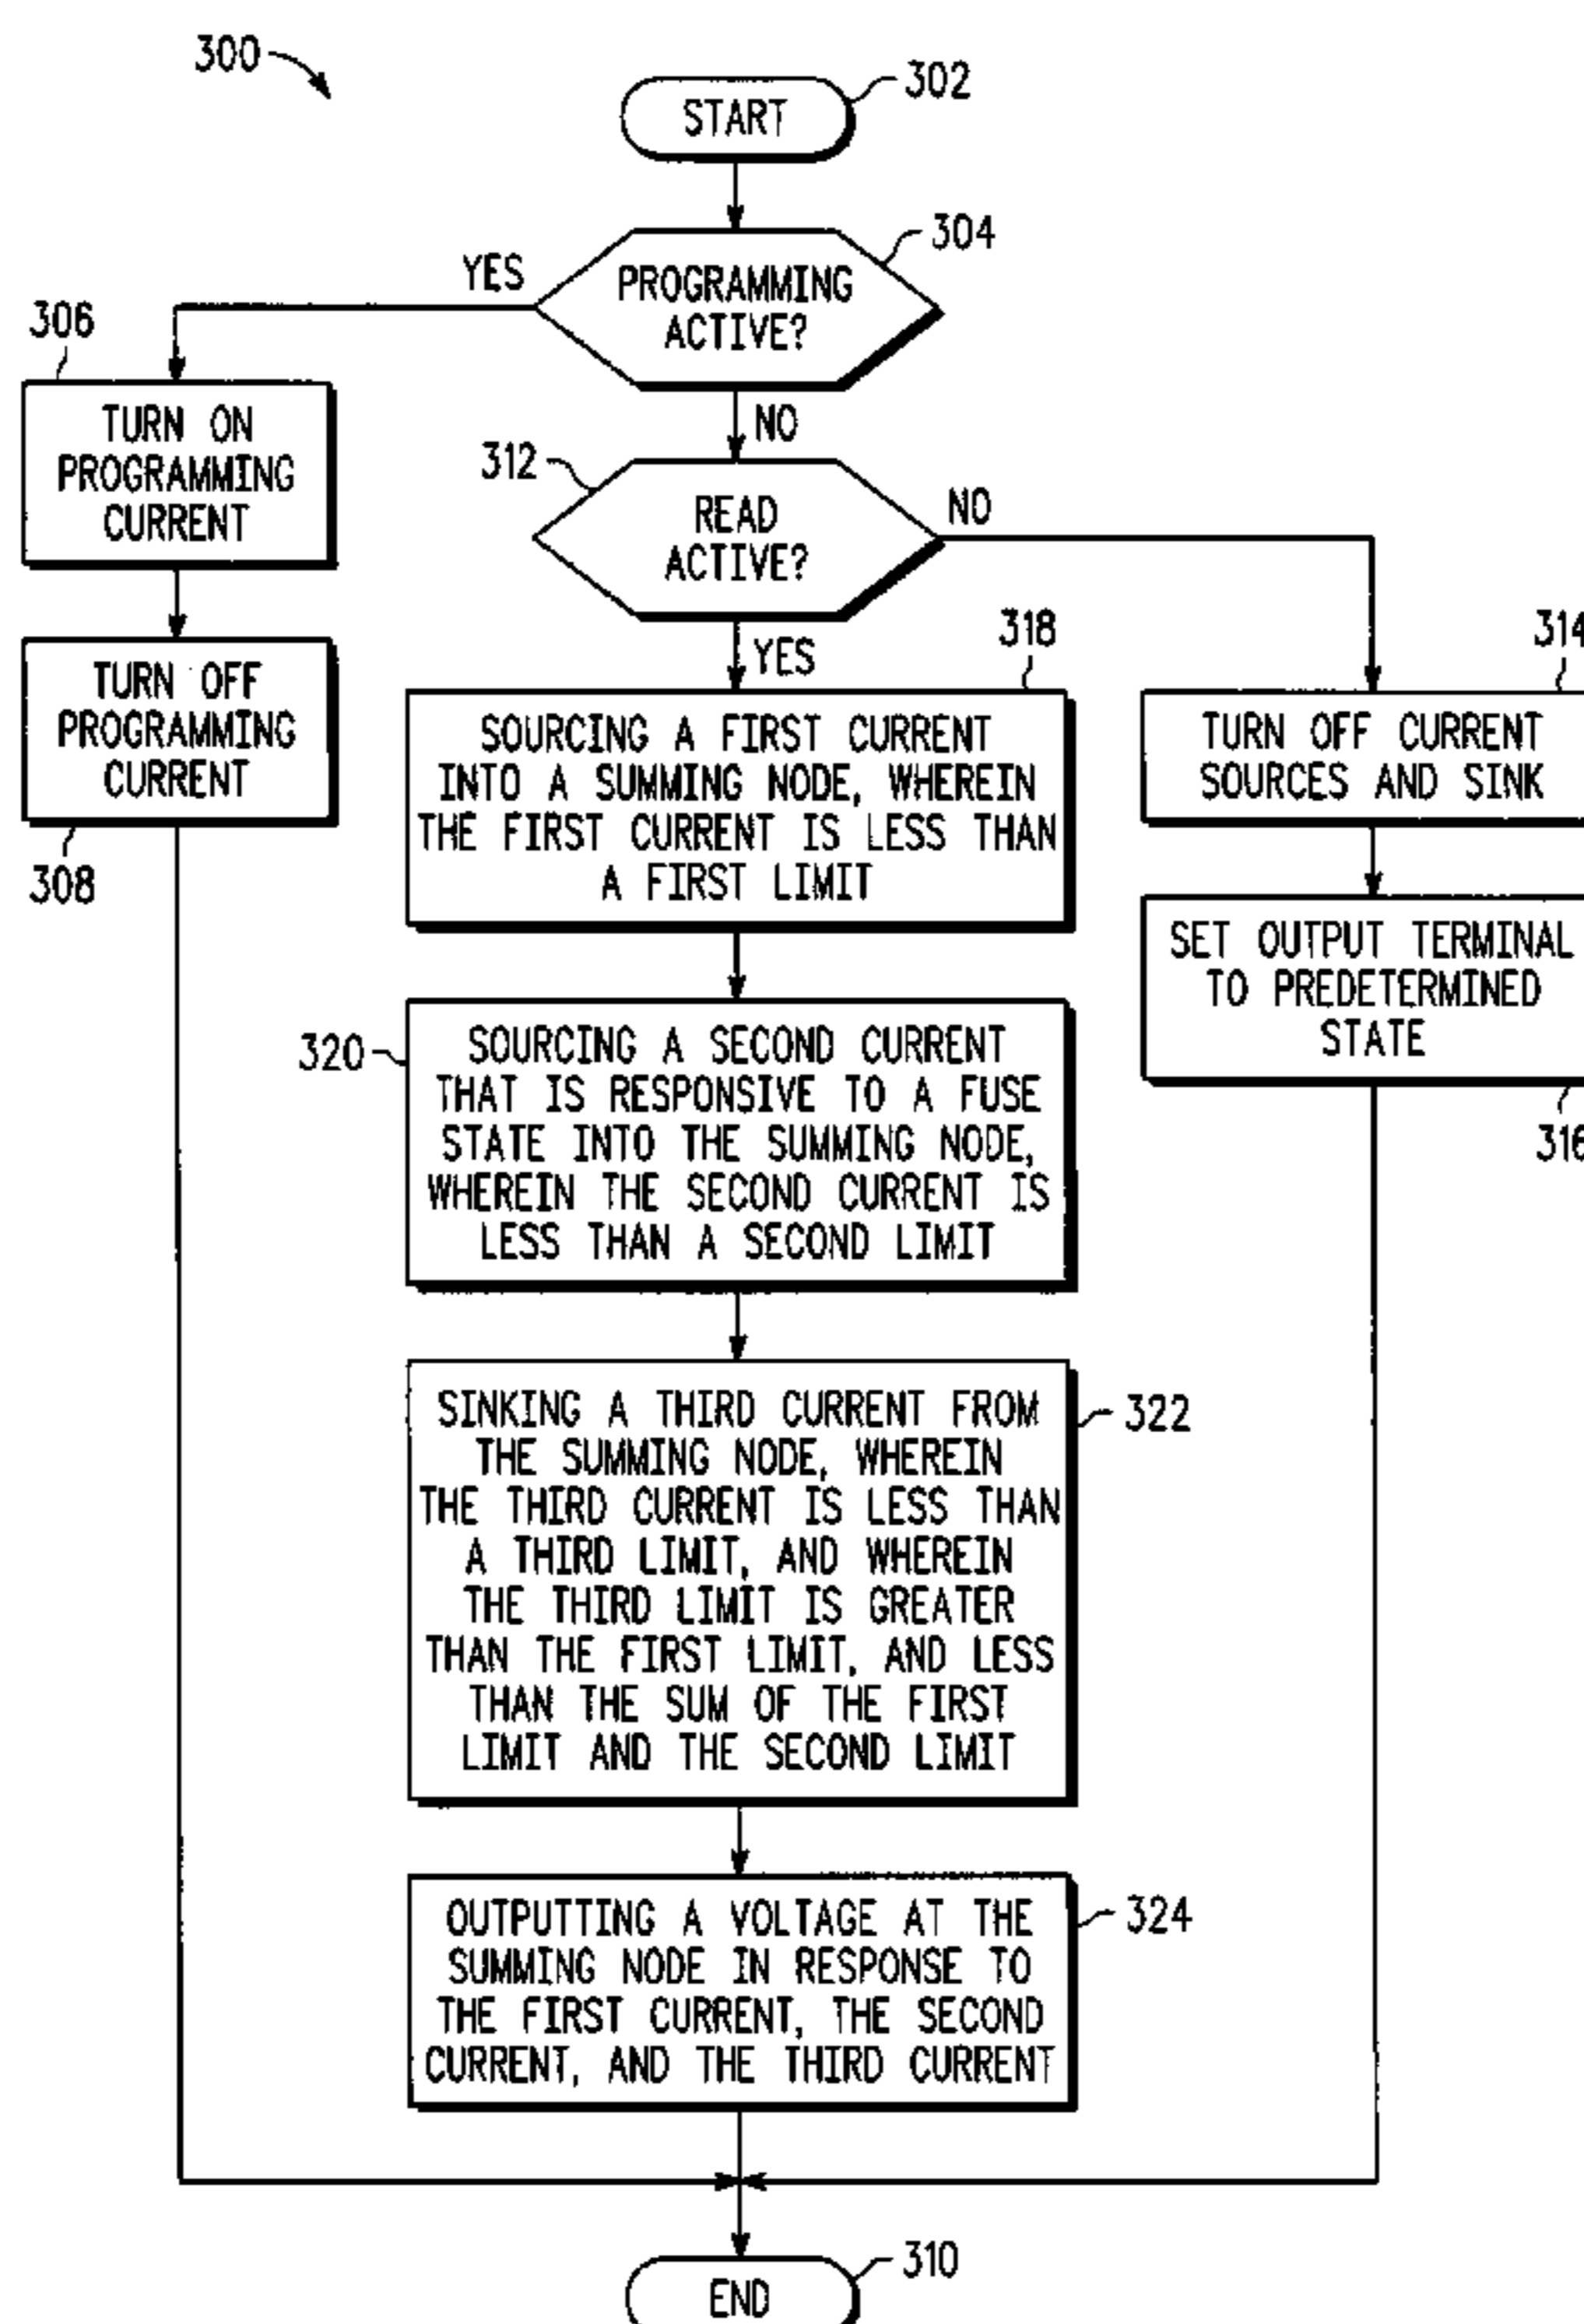 300
302
START
304
PROGRAMMING
ACTIVE?
YES
NO
306
TURN ON
PROGRAMMING
CURRENT
308
TURN OFF
PROGRAMMING
CURRENT
312
READ
ACTIVE?
NO
YES
314
TURN OFF CURRENT
SOURCES AND SINK
SET OUTPUT TERMINAL
TO PREDETERMINED
STATE
316
318
SOURCING A FIRST CURRENT
INTO A SUMMING NODE, WHEREIN
THE FIRST CURRENT IS LESS THAN
A FIRST LIMIT
320
SOURCING A SECOND CURRENT
THAT IS RESPONSIVE TO A FUSE
STATE INTO THE SUMMING NODE,
WHEREIN THE SECOND CURRENT IS
LESS THAN A SECOND LIMIT
322
SINKING A THIRD CURRENT FROM
THE SUMMING NODE, WHEREIN
THE THIRD CURRENT IS LESS THAN
A THIRD LIMIT, AND WHEREIN
THE THIRD LIMIT IS GREATER
THAN THE FIRST LIMIT, AND LESS
THAN THE SUM OF THE FIRST
LIMIT AND THE SECOND LIMIT
324
OUTPUTTING A VOLTAGE AT THE
SUMMING NODE IN RESPONSE TO
THE FIRST CURRENT, THE SECOND
CURRENT, AND THE THIRD CURRENT
310
END